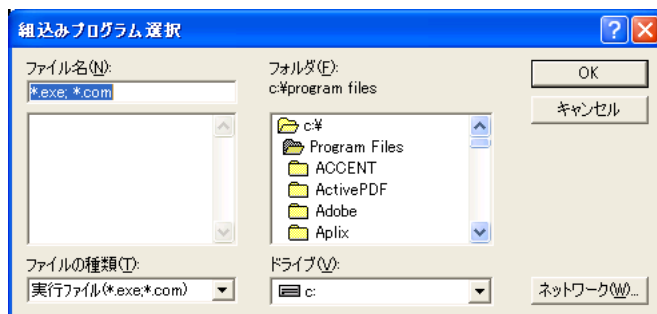 組込みプログラム選択
ファイル名(N):
*.exe; *.com
フォルダ(F):
c:¥program files
c:¥
Program Files
ACCENT
ActivePDF
Adobe
Aplix
OK
キャンセル
ファイルの種類(T):
実行ファイル(*.exe;*.com)
ドライブ(V):
c:
ネットワーク(W)...